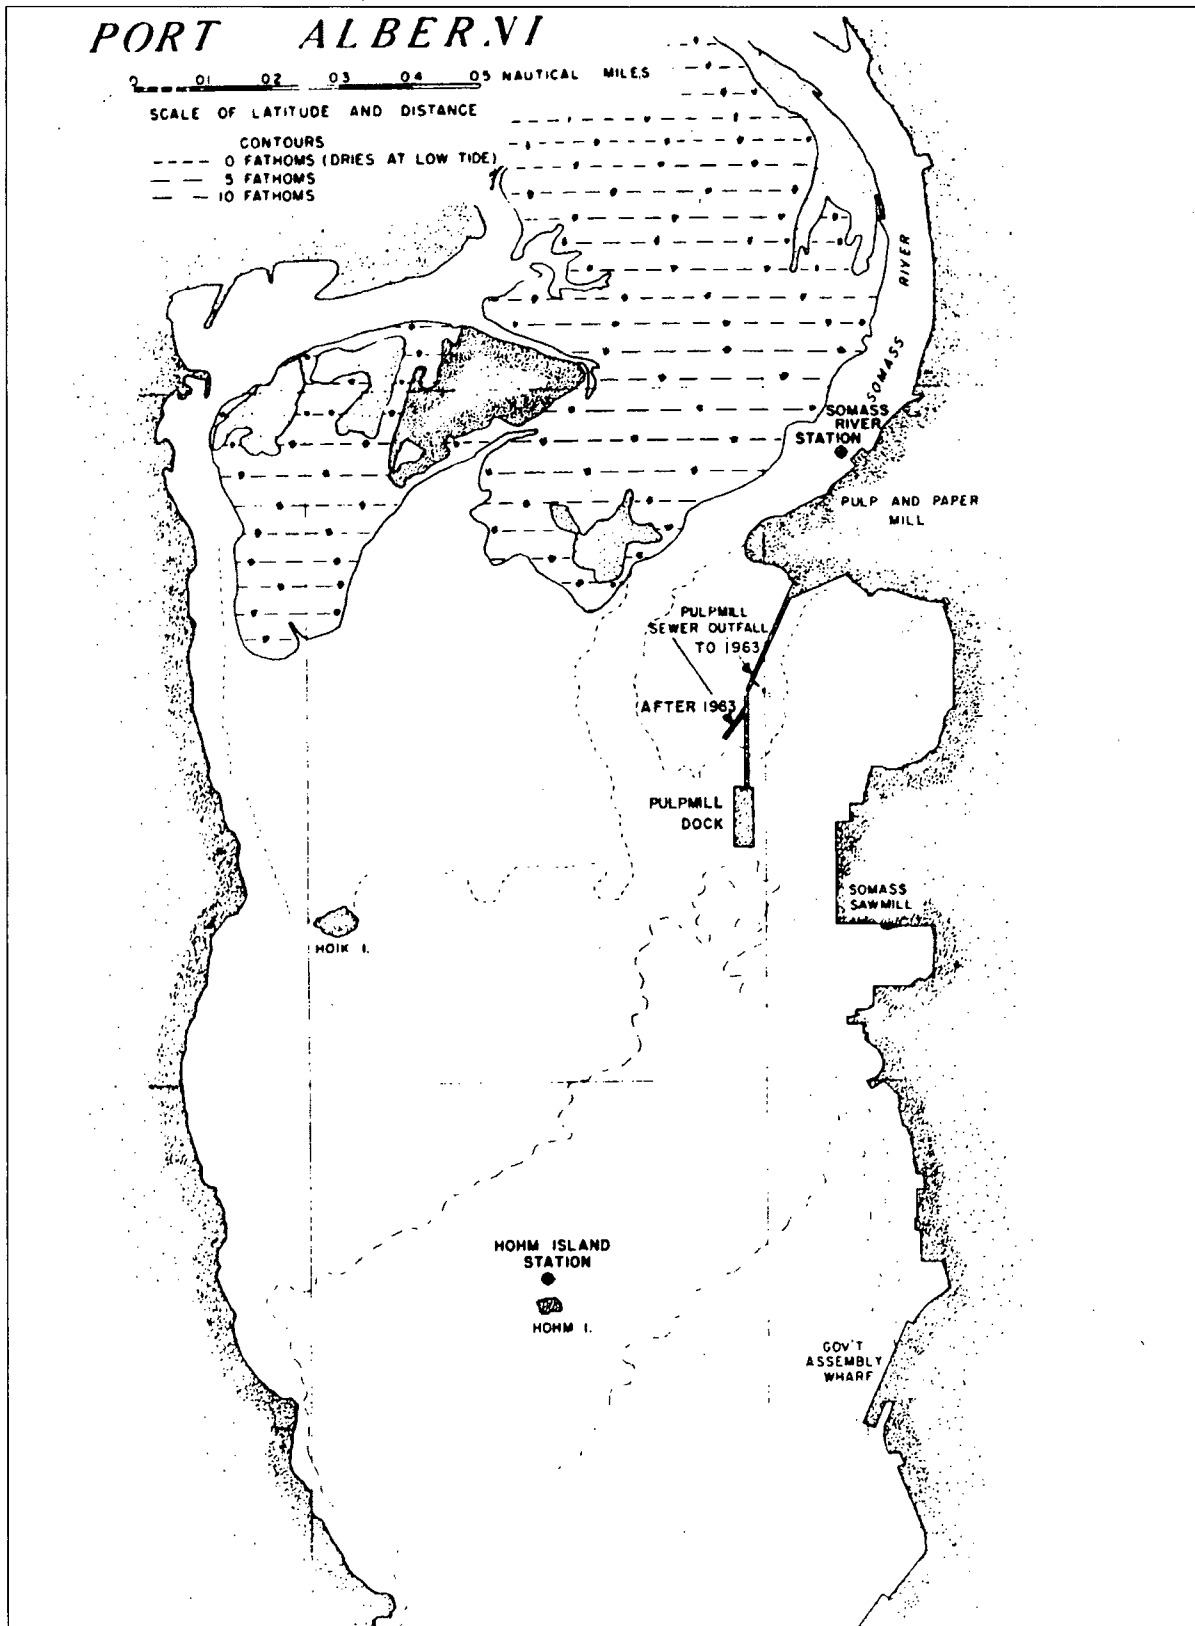 PORT ALBERNI
0 01 02 03 04 05 NAUTICAL MILES
SCALE OF LATITUDE AND DISTANCE
CONTOURS
0 FATHOMS (DRIES AT LOW TIDE)
5 FATHOMS
10 FATHOMS
SOMASS RIVER
SOMASS
RIVER
STATION
PULP AND PAPER
MILL
PULPMILL
SEWER OUTFALL
TO 1963
AFTER 1963
PULPMILL
DOCK
SOMASS
SAWMILL
HOIK I.
HOHM ISLAND
STATION
HOHM I.
GOV'T
ASSEMBLY
WHARF